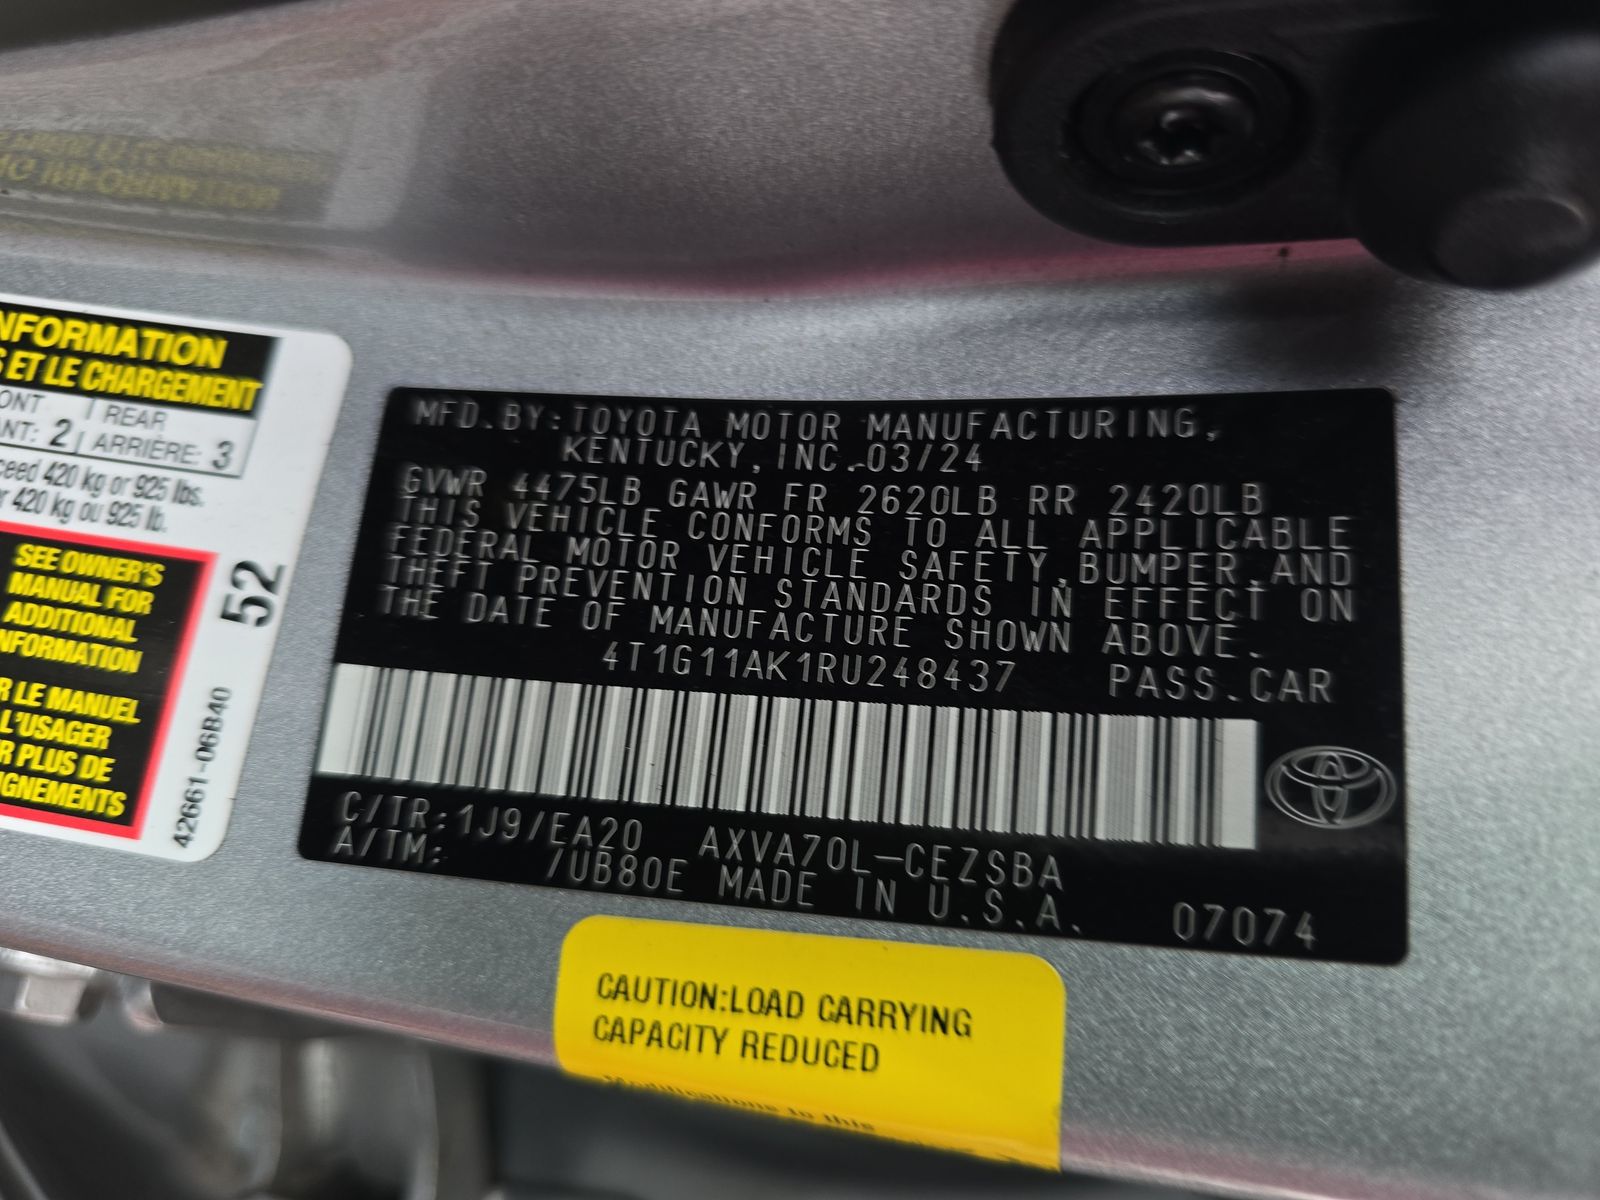 NFORMATION
S ET LE CHARGEMENT
ONT | REAR
ANT: 2 | ARRIÈRE: 3
ceed 420 kg or 925 lbs.
r 420 kg ou 925 lb.
SEE OWNER'S
MANUAL FOR
ADDITIONAL
NFORMATION
R LE MANUEL
L'USAGER
R PLUS DE
IGNEMENTS
52
42661-06B40
MFD.BY:TOYOTA MOTOR MANUFACTURING,
KENTUCKY,INC.03/24
GVWR 4475LB GAWR FR 2620LB RR 2420LB
THIS VEHICLE CONFORMS TO ALL APPLICABLE
FEDERAL MOTOR VEHICLE SAFETY,BUMPER,AND
THEFT PREVENTION STANDARDS IN EFFECT ON
THE DATE OF MANUFACTURE SHOWN ABOVE.
4T1G11AK1RU248437 PASS.CAR
C/TR:1J9/EA20 AXVA70L-CEZSBA
A/TM: /UB80E MADE IN U.S.A. 07074
CAUTION:LOAD CARRYING
CAPACITY REDUCED
Modifications to this